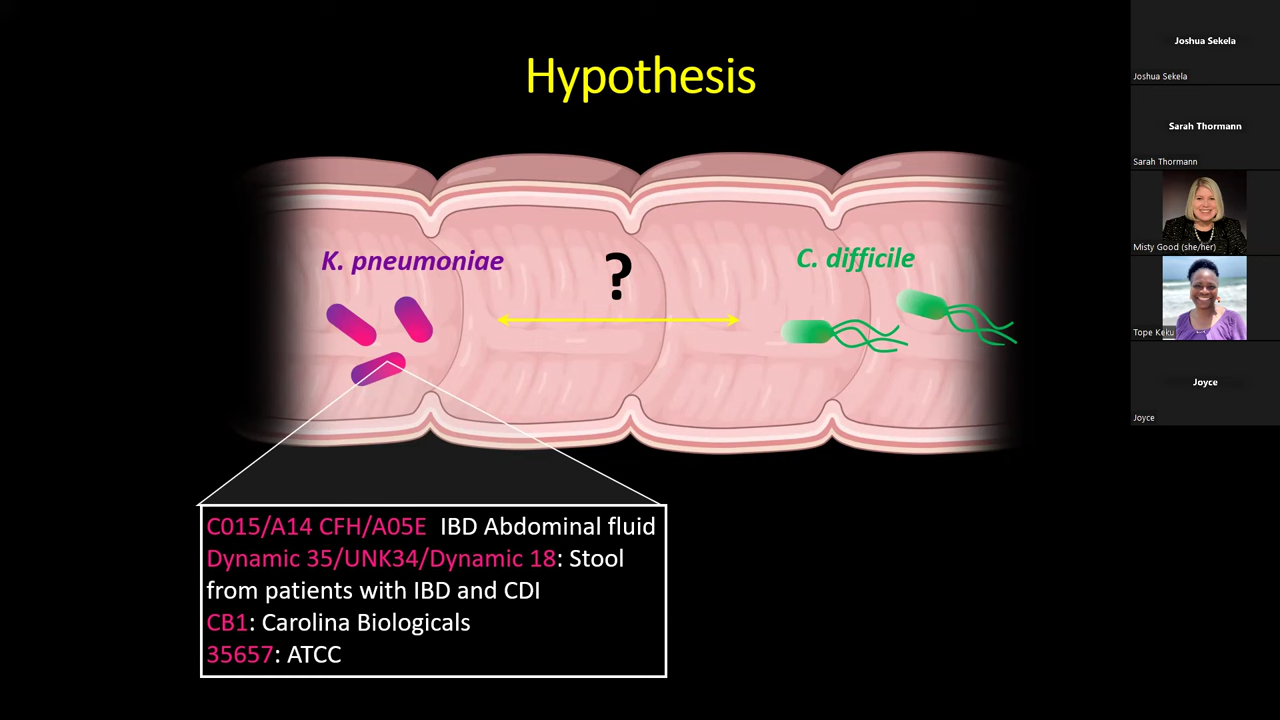 Hypothesis
K. pneumoniae
?
C. difficile
C015/A14 CFH/A05E IBD Abdominal fluid
Dynamic 35/UNK34/Dynamic 18: Stool
from patients with IBD and CDI
CB1: Carolina Biologicals
35657: ATCC
Joshua Sekela
Joshua Sekela
Sarah Thormann
Sarah Thormann
Misty Good (she/her)
Tope Keku
Joyce
Joyce